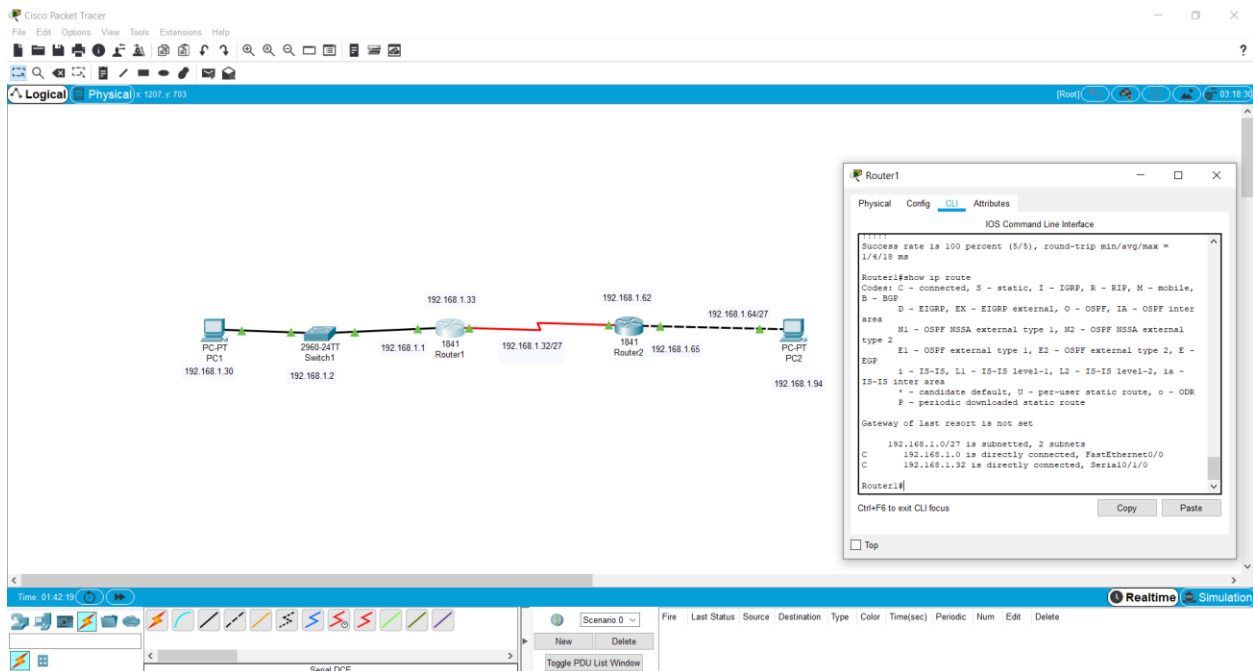 Cisco Packet Tracer
File Edit Options View Tools Extensions Help
?
Logical Physical x: 1207, y: 703 [Root] 03:18:30
192.168.1.33
192.168.1.62
192.168.1.64/27
192.168.1.1
192.168.1.32/27
192.168.1.65
PC-PT
PC1
192.168.1.30
2960-24TT
Switch1
192.168.1.2
1841
Router1
1841
Router2
PC-PT
PC2
192.168.1.94
Router1
Physical Config CLI Attributes
IOS Command Line Interface
!!!!!
Success rate is 100 percent (5/5), round-trip min/avg/max =
1/4/18 ms
Router1#show ip route
Codes: C - connected, S - static, I - IGRP, R - RIP, M - mobile,
B - BGP
D - EIGRP, EX - EIGRP external, O - OSPF, IA - OSPF inter
area
N1 - OSPF NSSA external type 1, N2 - OSPF NSSA external
type 2
E1 - OSPF external type 1, E2 - OSPF external type 2, E -
EGP
i - IS-IS, L1 - IS-IS level-1, L2 - IS-IS level-2, ia -
IS-IS inter area
* - candidate default, U - per-user static route, o - ODR
P - periodic downloaded static route
Gateway of last resort is not set
192.168.1.0/27 is subnetted, 2 subnets
C 192.168.1.0 is directly connected, FastEthernet0/0
C 192.168.1.32 is directly connected, Serial0/1/0
Router1#
Ctrl+F6 to exit CLI focus
Copy Paste
Top
Time: 01:42:19
Realtime Simulation
Scenario 0
New Delete
Toggle PDU List Window
Fire Last Status Source Destination Type Color Time(sec) Periodic Num Edit Delete
Serial DCE